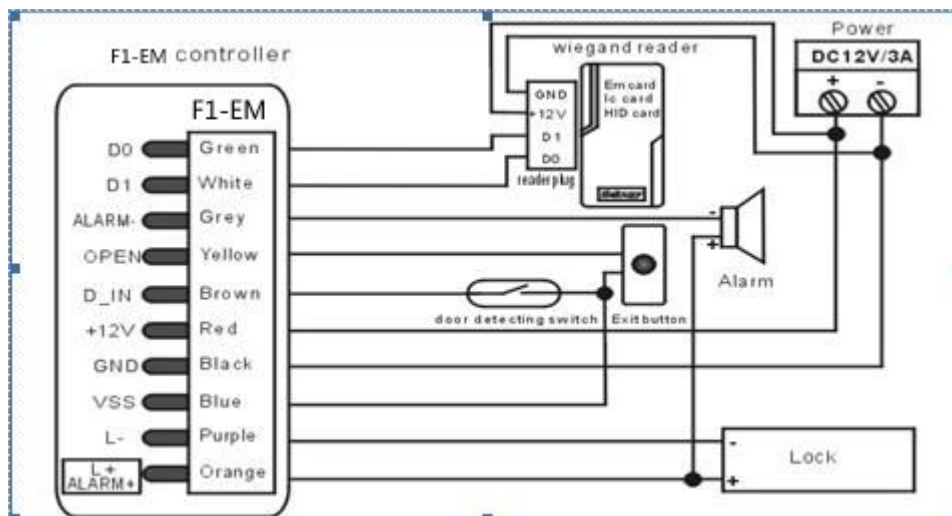 F1-EM controller
F1-EM
D0 Green
D1 White
ALARM- Grey
OPEN Yellow
D_IN Brown
+12V Red
GND Black
VSS Blue
L- Purple
L+
ALARM+
Orange
wiegand reader
GND
+12V
D1
D0
reader plug
Em card
Ic card
HID card
Power
DC12V/3A
+ -
-
+
Alarm
door detecting switch
Exit button
-
Lock
+